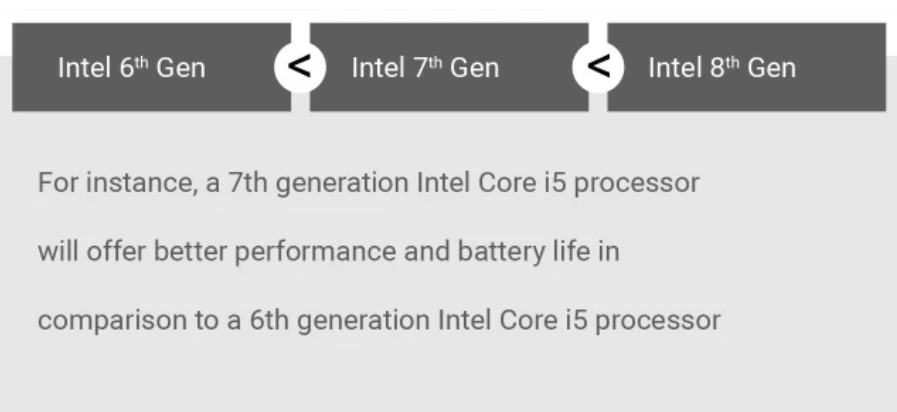 Intel 6th Gen < Intel 7th Gen < Intel 8th Gen
For instance, a 7th generation Intel Core i5 processor
will offer better performance and battery life in
comparison to a 6th generation Intel Core i5 processor